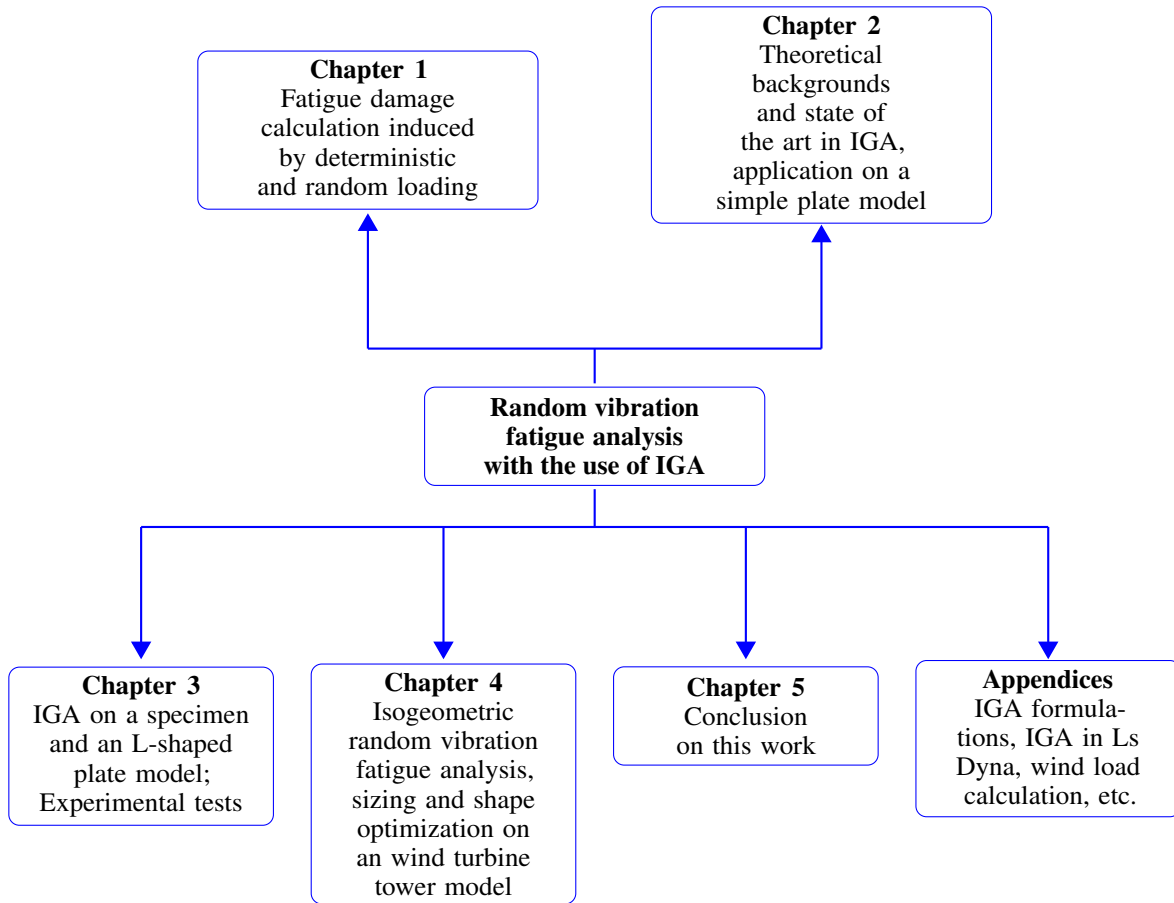 Chapter 1
Fatigue damage
calculation induced
by deterministic
and random loading
Chapter 2
Theoretical
backgrounds
and state of
the art in IGA,
application on a
simple plate model
Random vibration
fatigue analysis
with the use of IGA
Chapter 3
IGA on a specimen
and an L-shaped
plate model;
Experimental tests
Chapter 4
Isogeometric
random vibration
fatigue analysis,
sizing and shape
optimization on
an wind turbine
tower model
Chapter 5
Conclusion
on this work
Appendices
IGA formula-
tions, IGA in Ls
Dyna, wind load
calculation, etc.